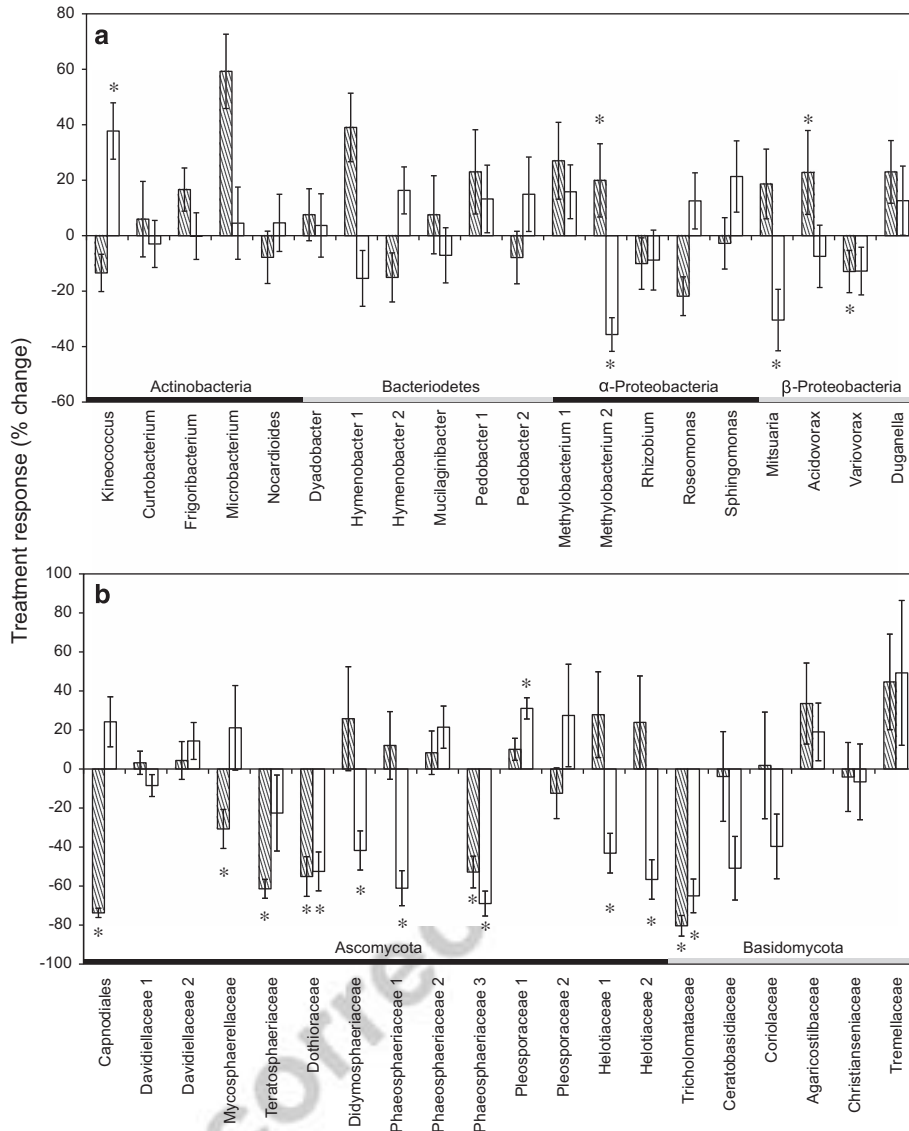 Treatment response (% change)
a
80
60
40
20
0
-20
-40
-60
*
*
*
*
*
*
Actinobacteria
Bacteriodetes
α-Proteobacteria
β-Proteobacteria
Kineococcus
Curtobacterium
Frigoribacterium
Microbacterium
Nocardioides
Dyadobacter
Hymenobacter 1
Hymenobacter 2
Mucilaginibacter
Pedobacter 1
Pedobacter 2
Methylobacterium 1
Methylobacterium 2
Rhizobium
Roseomonas
Sphingomonas
Mitsuaria
Acidovorax
Variovorax
Duganella
b
100
80
60
40
20
0
-20
-40
-60
-80
-100
*
*
*
*
*
*
*
*
*
*
*
*
*
*
Ascomycota
Basidomycota
Capnodiales
Davidiellaceae 1
Davidiellaceae 2
Mycosphaerellaceae
Teratosphaeriaceae
Dothioraceae
Didymosphaeriaceae
Phaeosphaeriaceae 1
Phaeosphaeriaceae 2
Phaeosphaeriaceae 3
Pleosporaceae 1
Pleosporaceae 2
Helotiaceae 1
Helotiaceae 2
Tricholomataceae
Ceratobasidiaceae
Coriolaceae
Agaricostilbaceae
Christianseniaceae
Tremellaceae
correc